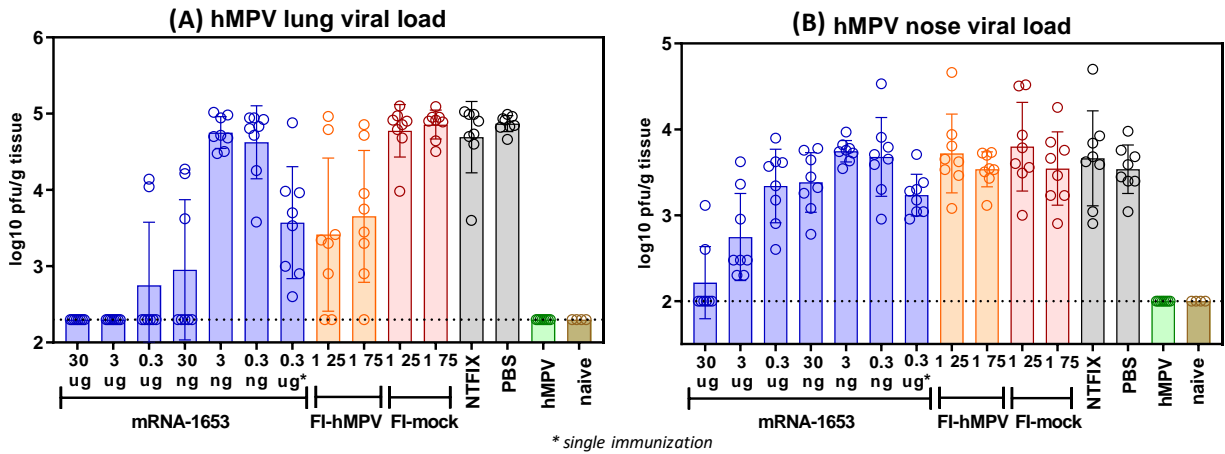 (A) hMPV lung viral load
log10 pfu/g tissue
6
5
4
3
2
30 ug
3 ug
0.3 ug
30 ng
3 ng
0.3 ng
0.3 ug*
1 25
1 75
1 25
1 75
NTFIX
PBS
hMPV
naive
mRNA-1653
FI-hMPV
FI-mock
(B) hMPV nose viral load
log10 pfu/g tissue
5
4
3
2
30 ug
3 ug
0.3 ug
30 ng
3 ng
0.3 ng
0.3 ug*
1 25
1 75
1 25
1 75
NTFIX
PBS
hMPV
naive
mRNA-1653
FI-hMPV
FI-mock
* single immunization